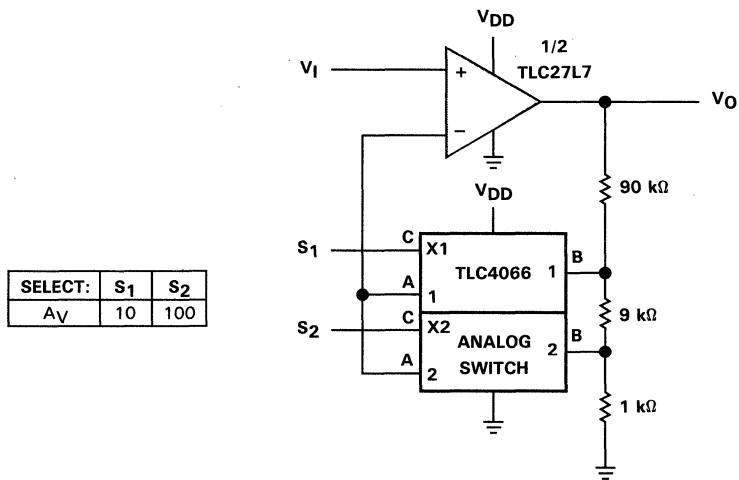 VDD
1/2
TLC27L7
VI
+
−
VO
90 kΩ
VDD
S1
C
X1
TLC4066
1
B
A
1
9 kΩ
S2
C
X2
ANALOG
SWITCH
2
B
A
2
1 kΩ
SELECT: S1 S2
AV 10 100